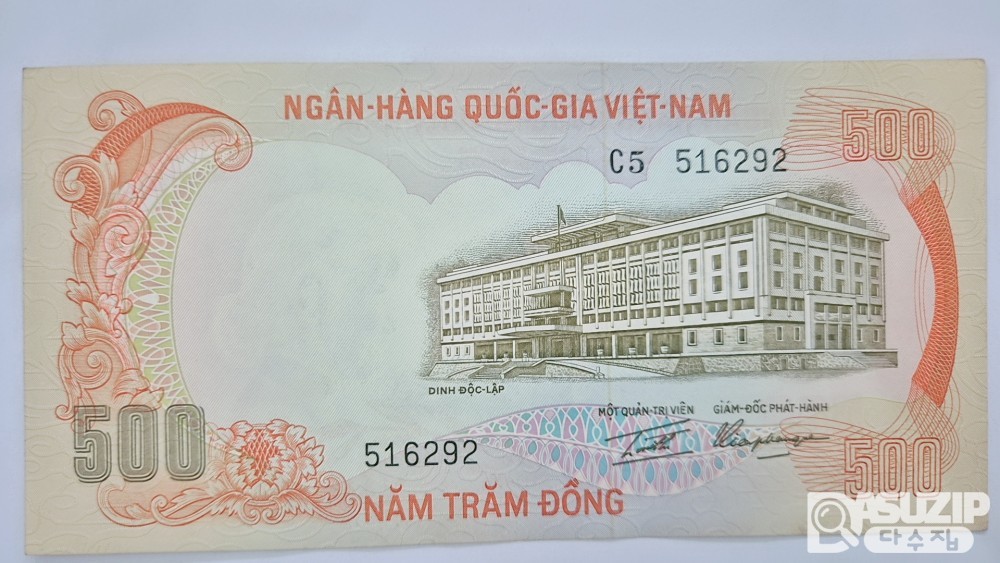 NGÂN-HÀNG QUỐC-GIA VIỆT-NAM
500
C5 516292
DINH ĐỘC-LẬP
MỘT QUẢN-TRỊ VIÊN GIÁM-ĐỐC PHÁT-HÀNH
500
516292
500
NĂM TRĂM ĐỒNG
DASUZIP
다수집